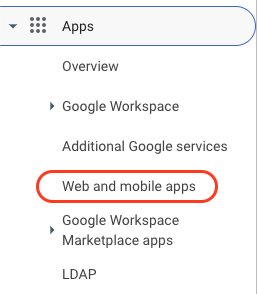 Apps
Overview
Google Workspace
Additional Google services
Web and mobile apps
Google Workspace
Marketplace apps
LDAP